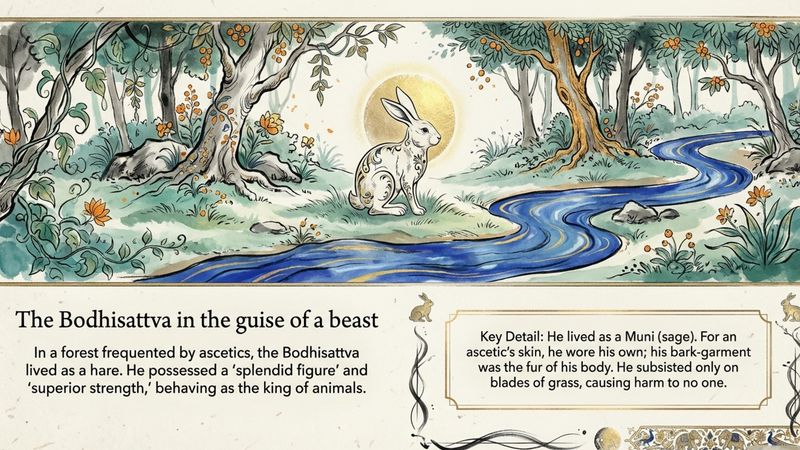 The Bodhisattva in the guise of a beast
In a forest frequented by ascetics, the Bodhisattva
lived as a hare. He possessed a ‘splendid figure’ and
‘superior strength,’ behaving as the king of animals.
Key Detail: He lived as a Muni (sage). For an
ascetic’s skin, he wore his own; his bark-garment
was the fur of his body. He subsisted only on
blades of grass, causing harm to no one.